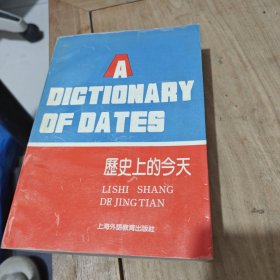 A
DICTIONARY
OF DATES
歷史上的今天
LISHI SHANG
DE JINGTIAN
上海外語教育出版社